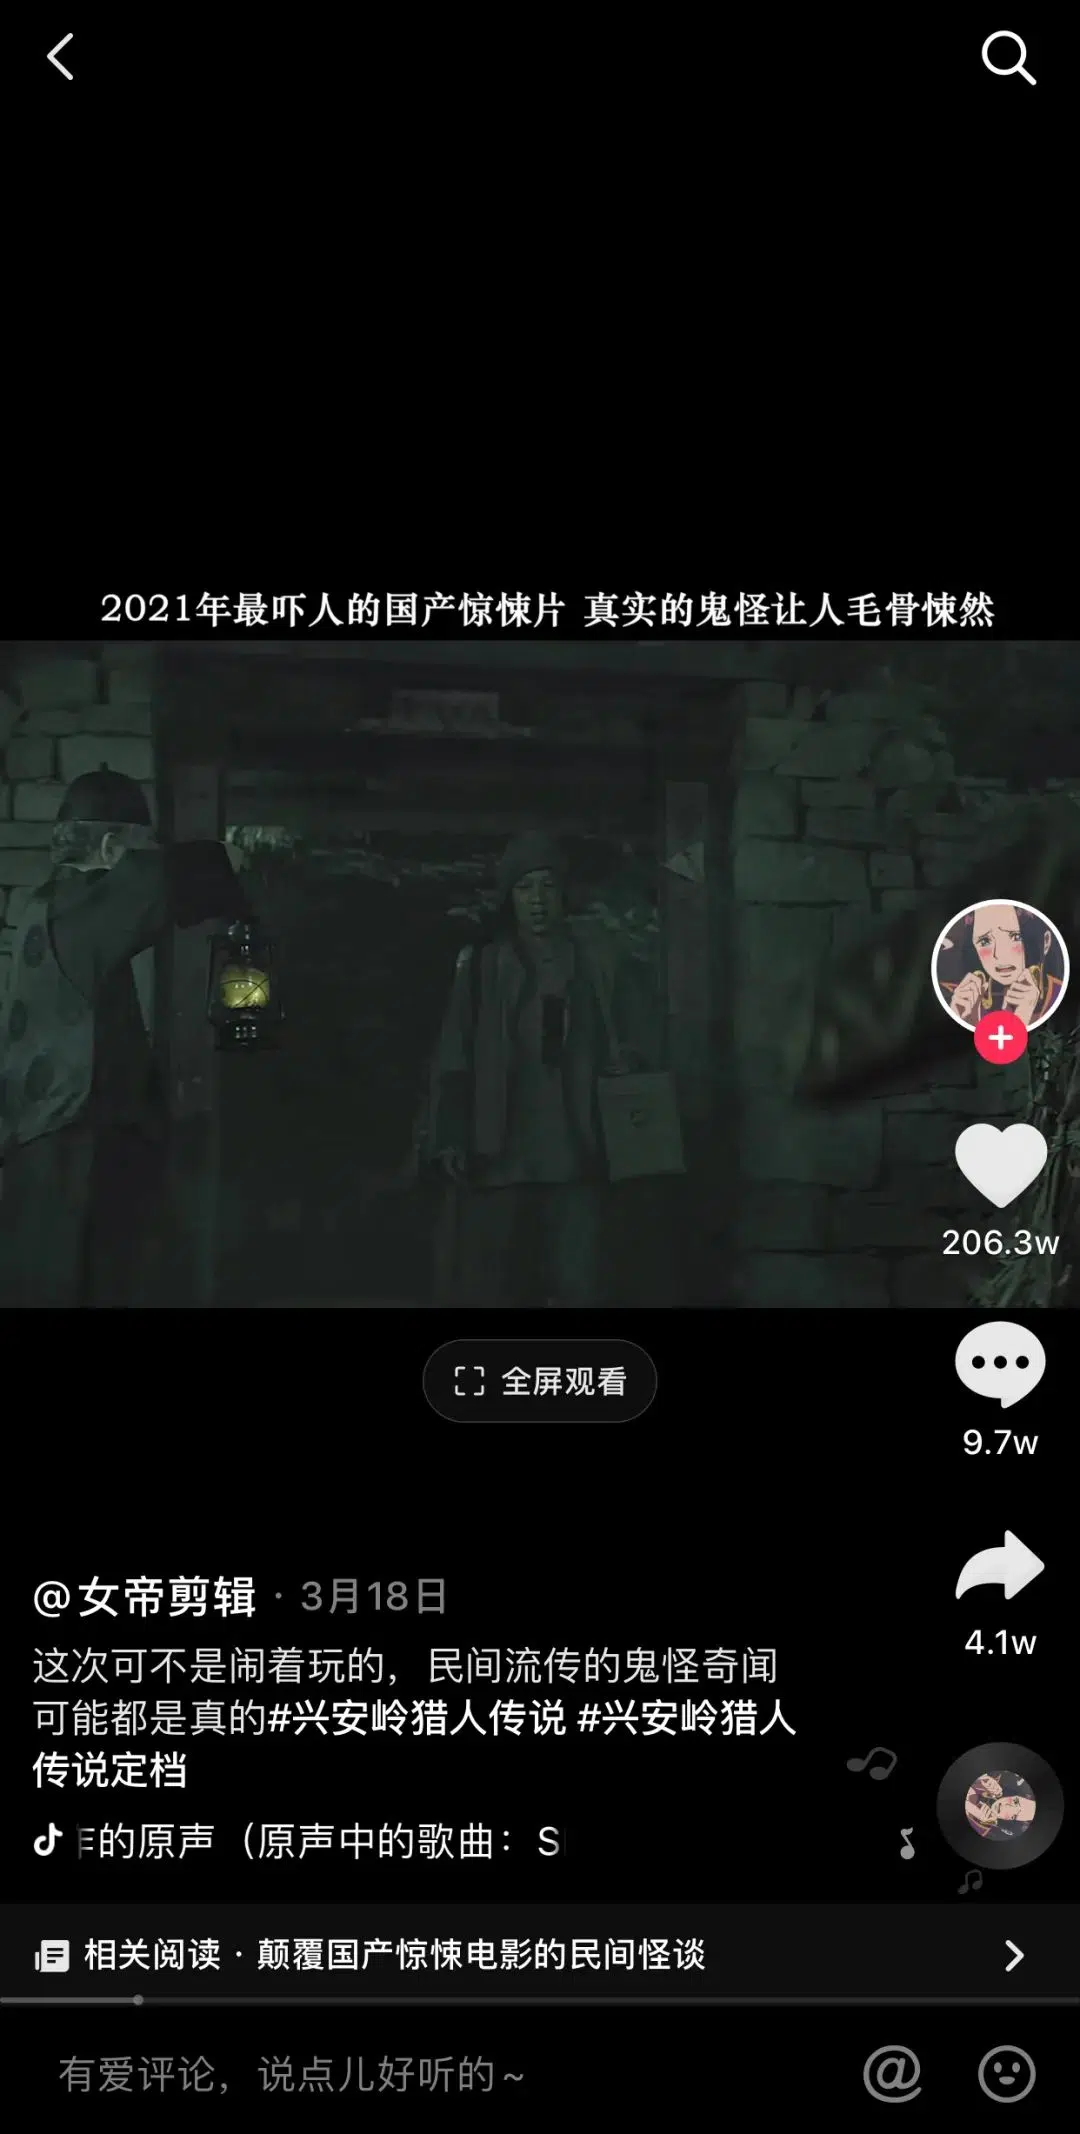 2021年最吓人的国产惊悚片 真实的鬼怪让人毛骨悚然
206.3w
全屏观看
9.7w
4.1w
@女帝剪辑 · 3月18日
这次可不是闹着玩的，民间流传的鬼怪奇闻
可能都是真的#兴安岭猎人传说 #兴安岭猎人
传说定档
的原声（原声中的歌曲：S
相关阅读 · 颠覆国产惊悚电影的民间怪谈
有爱评论，说点儿好听的~